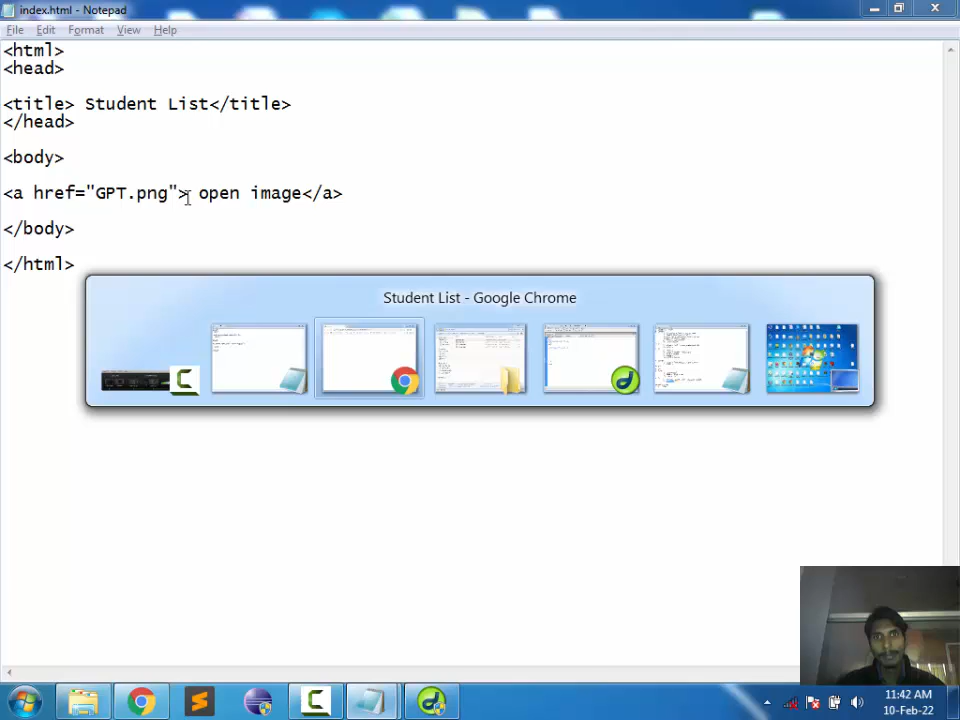 index.html - Notepad
File Edit Format View Help
<html>
<head>
<title> Student List</title>
</head>
<body>
<a href="GPT.png"> open image</a>
</body>
</html>
Student List - Google Chrome
11:42 AM
10-Feb-22